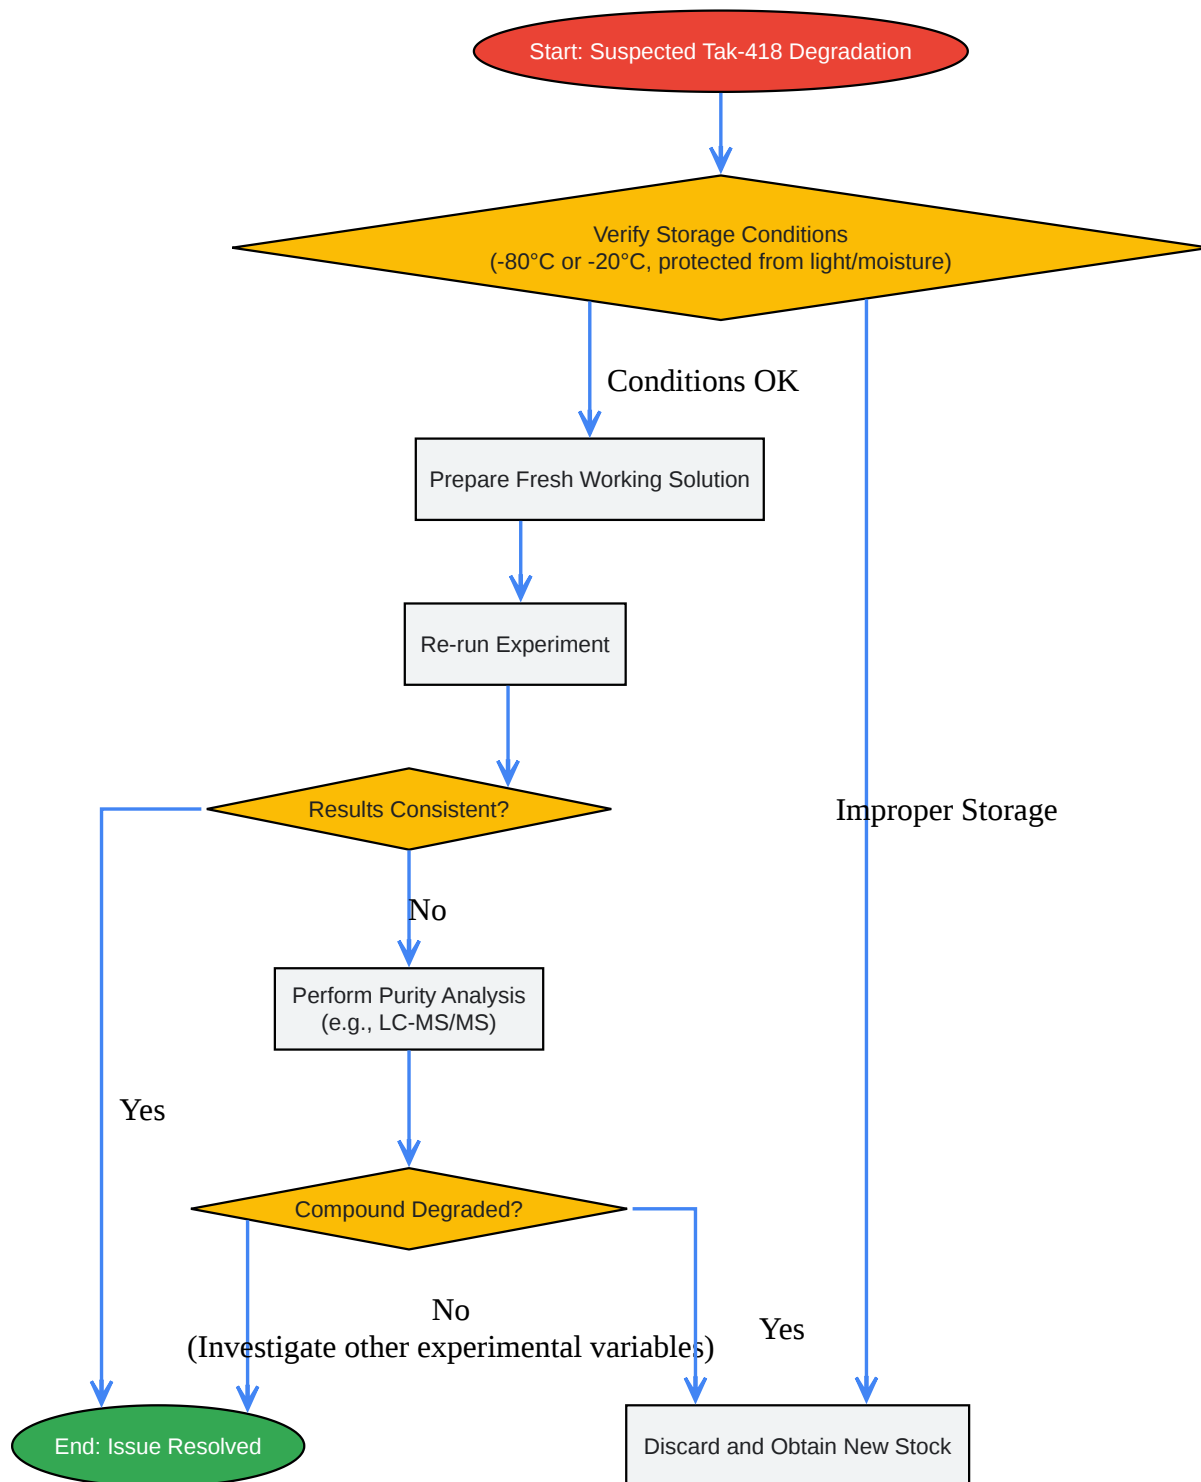 Start: Suspected Tak-418 Degradation
Verify Storage Conditions
(-80°C or -20°C, protected from light/moisture)
Conditions OK
Prepare Fresh Working Solution
Re-run Experiment
Results Consistent?
Improper Storage
No
Perform Purity Analysis
(e.g., LC-MS/MS)
Yes
Compound Degraded?
No
(Investigate other experimental variables)
Yes
End: Issue Resolved
Discard and Obtain New Stock